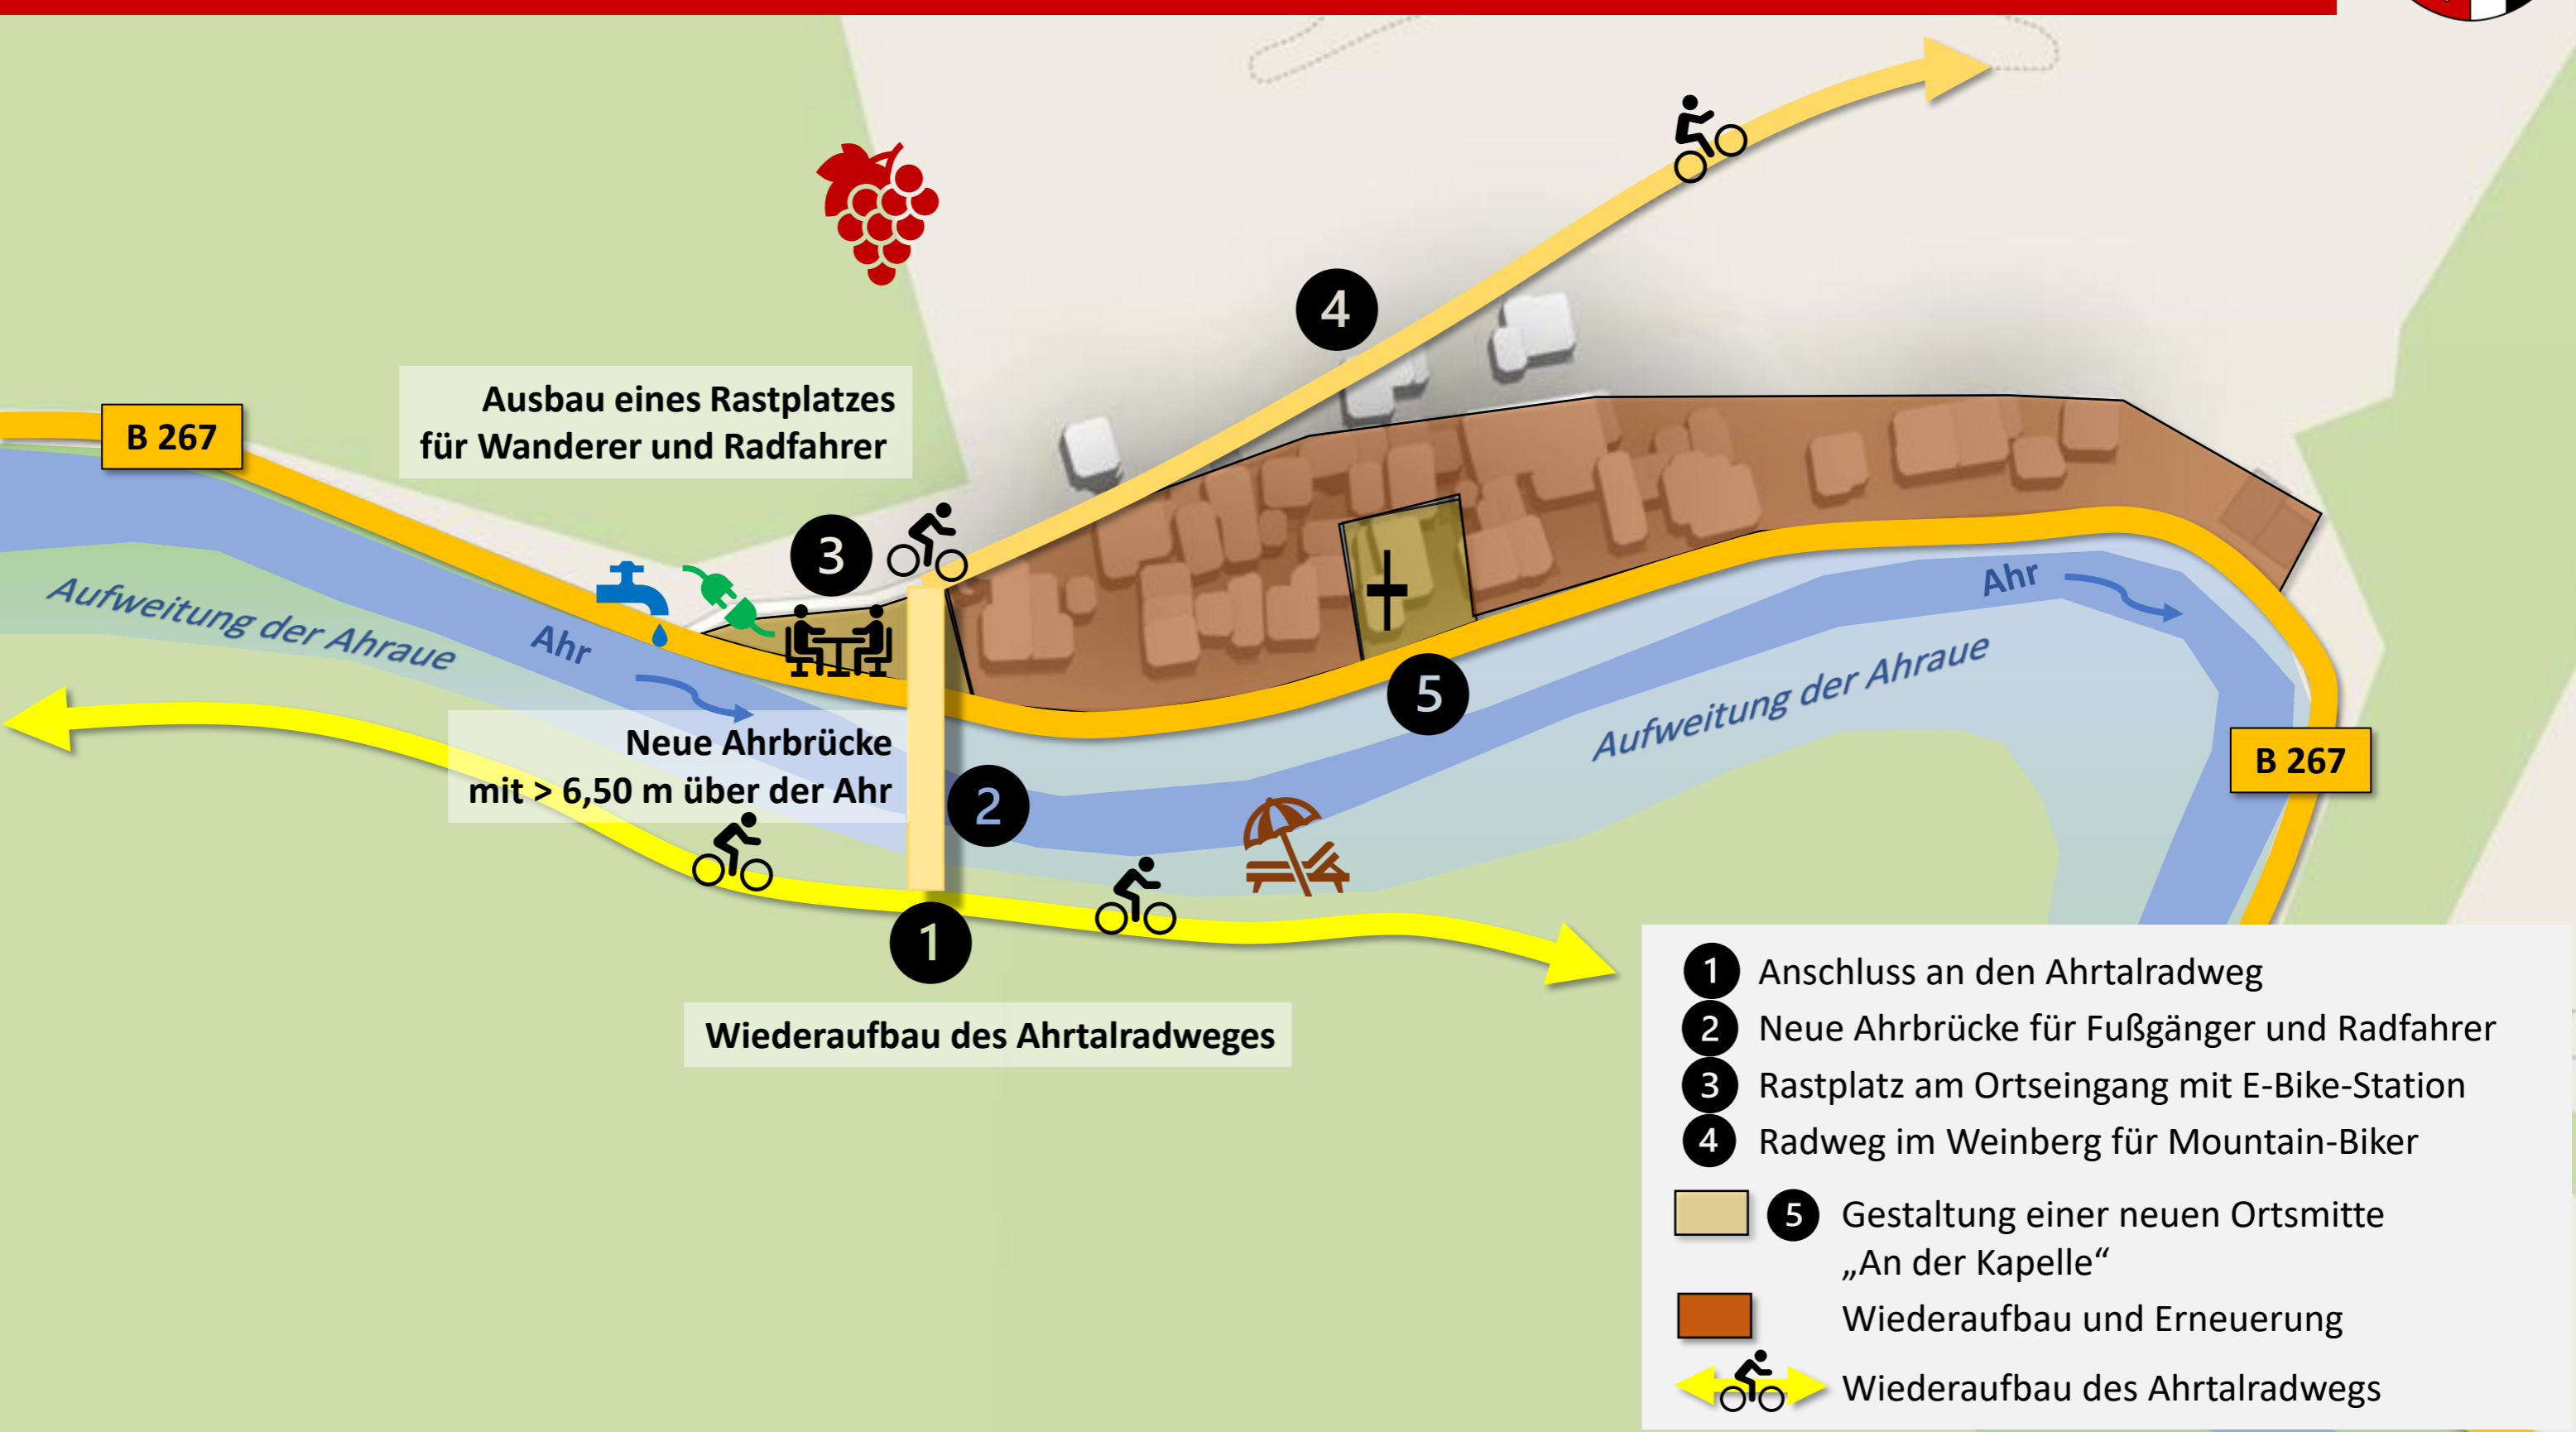 4
Ausbau eines Rastplatzes
für Wanderer und Radfahrer
B 267
3
Ahr
Aufweitung der Ahraue
Ahr
Aufweitung der Ahraue
5
Neue Ahrbrücke
mit > 6,50 m über der Ahr
2
B 267
1
Wiederaufbau des Ahrtalradweges
1 Anschluss an den Ahrtalradweg
2 Neue Ahrbrücke für Fußgänger und Radfahrer
3 Rastplatz am Ortseingang mit E-Bike-Station
4 Radweg im Weinberg für Mountain-Biker
5 Gestaltung einer neuen Ortsmitte
„An der Kapelle“
Wiederaufbau und Erneuerung
Wiederaufbau des Ahrtalradwegs